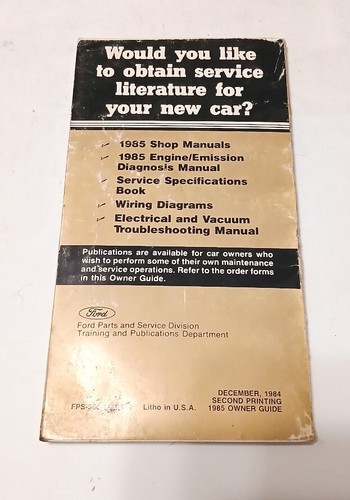 Would you like
to obtain service
literature for
your new car?
1985 Shop Manuals
1985 Engine/Emission
Diagnosis Manual
Service Specifications
Book
Wiring Diagrams
Electrical and Vacuum
Troubleshooting Manual
Publications are available for car owners who
wish to perform some of their own maintenance
and service operations. Refer to the order forms
in this Owner Guide.
Ford
Ford Parts and Service Division
Training and Publications Department
DECEMBER, 1984
SECOND PRINTING
Litho in U.S.A. 1985 OWNER GUIDE